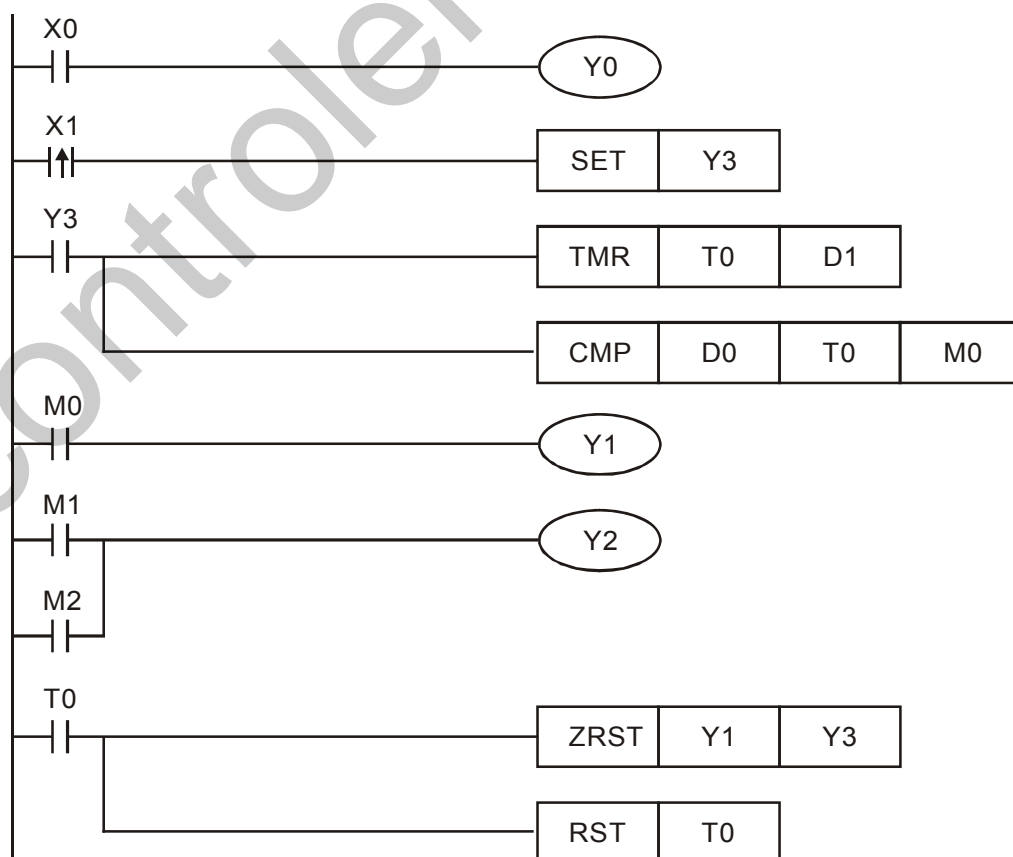 X0
Y0
X1
SET Y3
Y3
TMR T0 D1
CMP D0 T0 M0
M0
Y1
M1
Y2
M2
T0
ZRST Y1 Y3
RST T0
ontroler